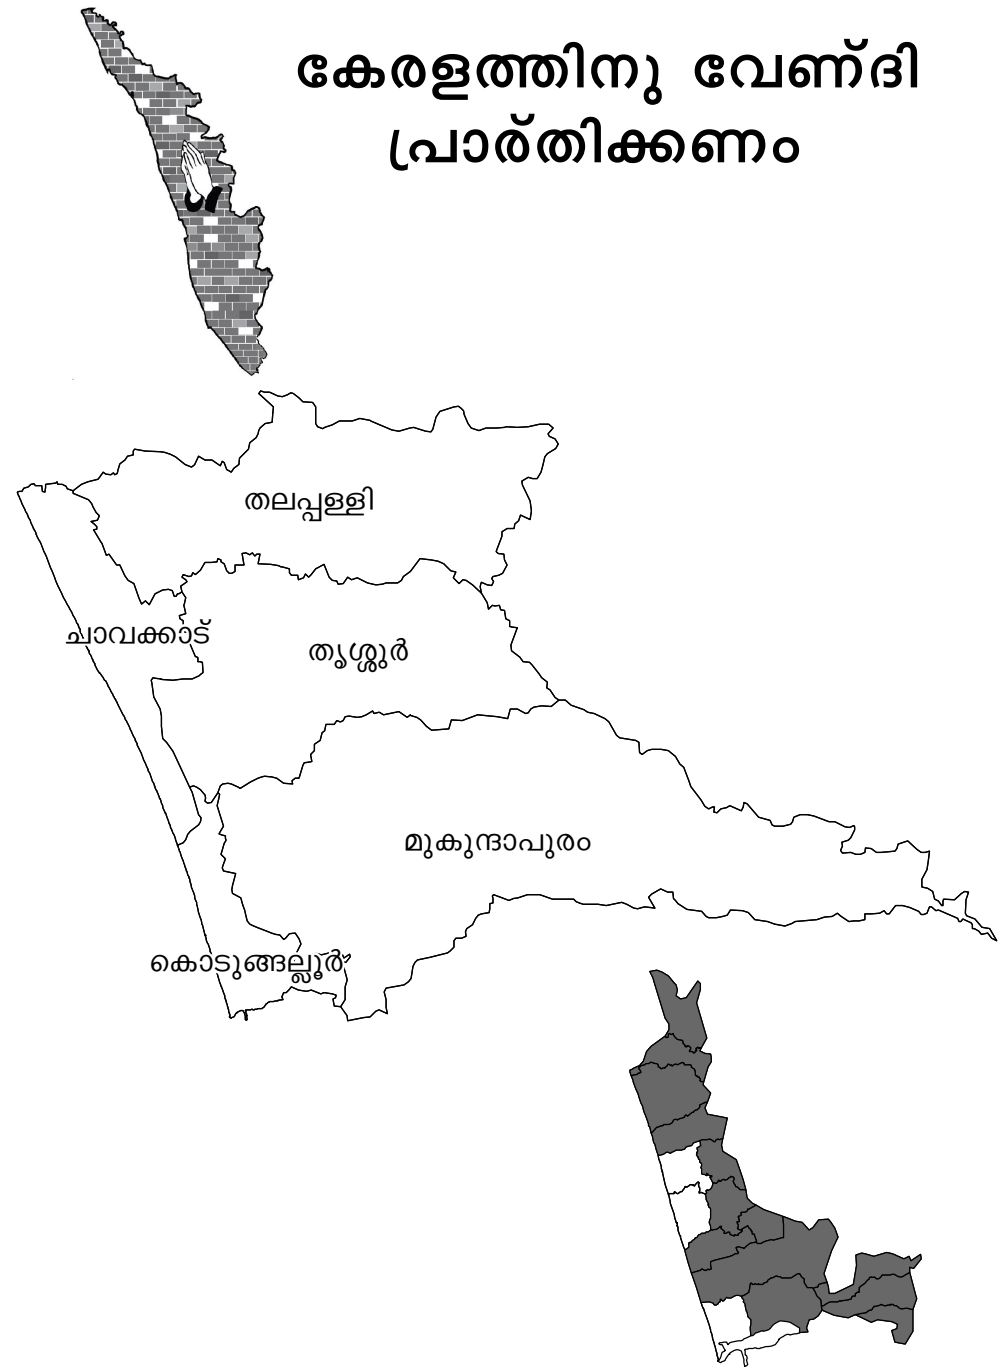 കേരളത്തിനു വേണ്ദി
പ്രാര്തിക്കണം
തലപ്പള്ളി
ചാവക്കാട്
തൃശ്ശുർ
മുകുന്ദാപുരം
കൊടുങ്ങല്ലൂർ